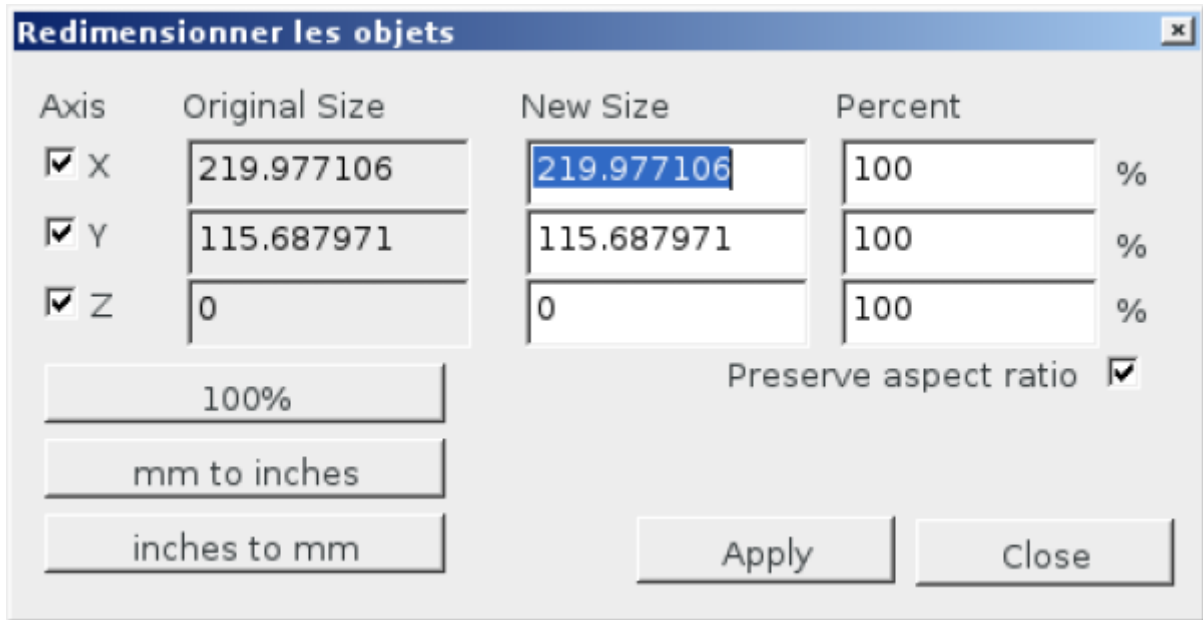 Redimensionner les objets
Axis Original Size New Size Percent
X 219.977106 219.977106 100 %
Y 115.687971 115.687971 100 %
Z 0 0 100 %
Preserve aspect ratio
100%
mm to inches
inches to mm
Apply Close